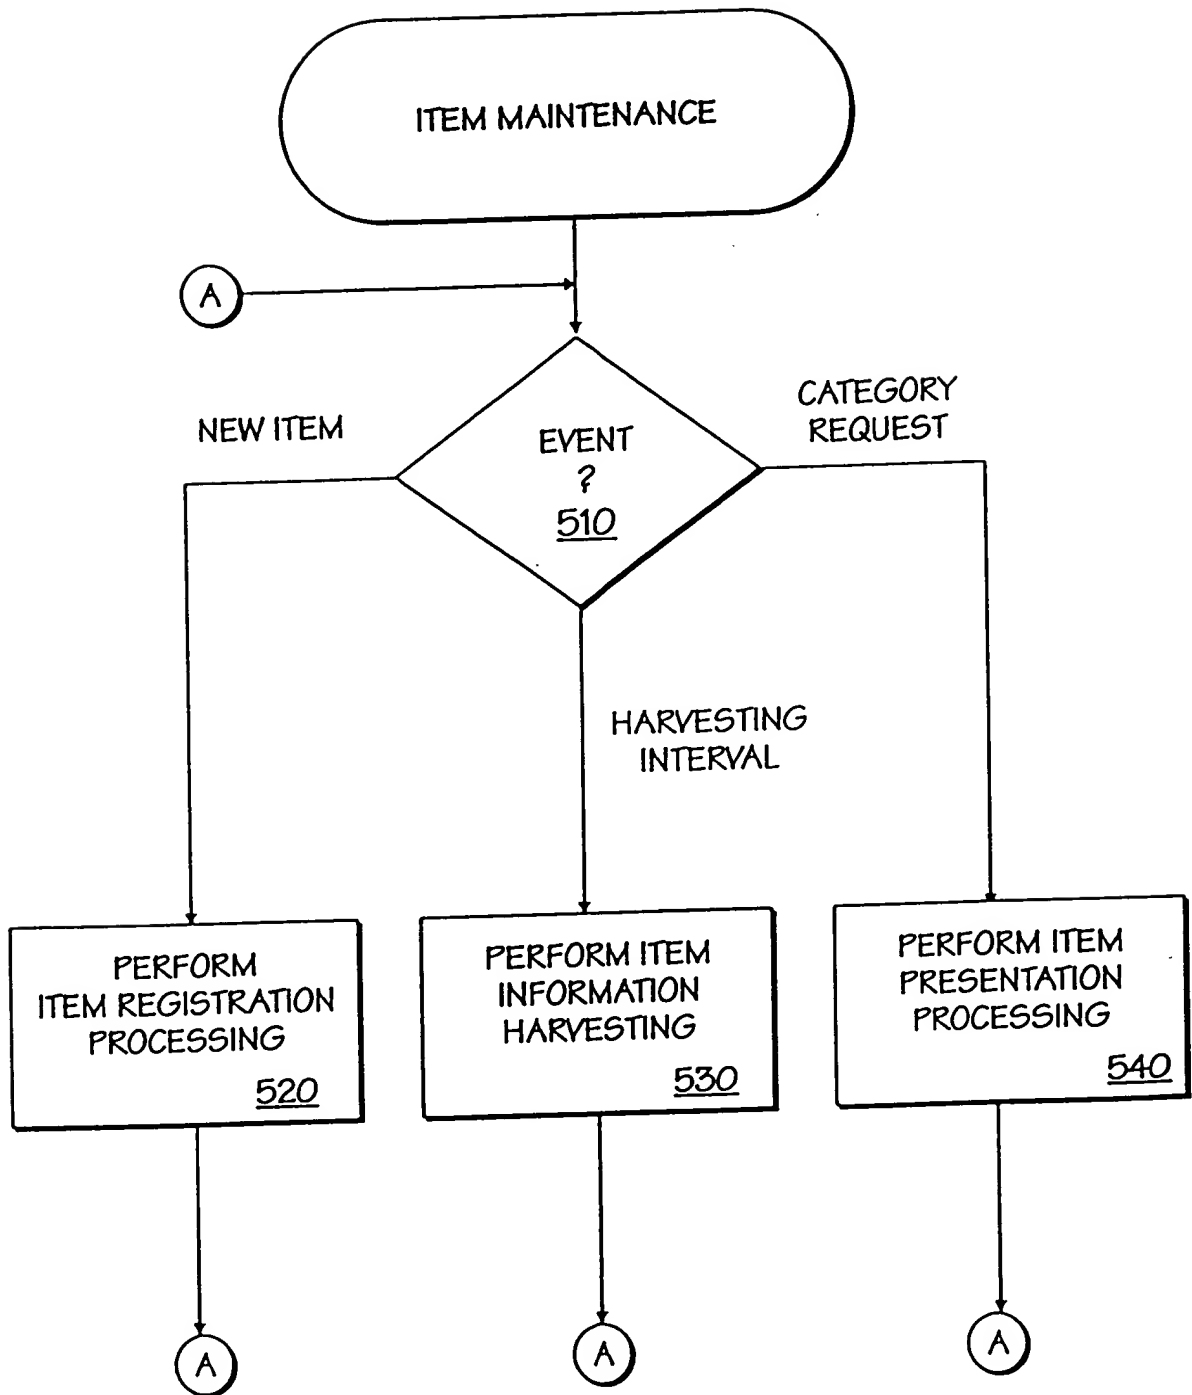 ITEM MAINTENANCE
A
NEW ITEM
EVENT
?
510
CATEGORY
REQUEST
HARVESTING
INTERVAL
PERFORM
ITEM REGISTRATION
PROCESSING
520
PERFORM ITEM
INFORMATION
HARVESTING
530
PERFORM ITEM
PRESENTATION
PROCESSING
540
A
A
A